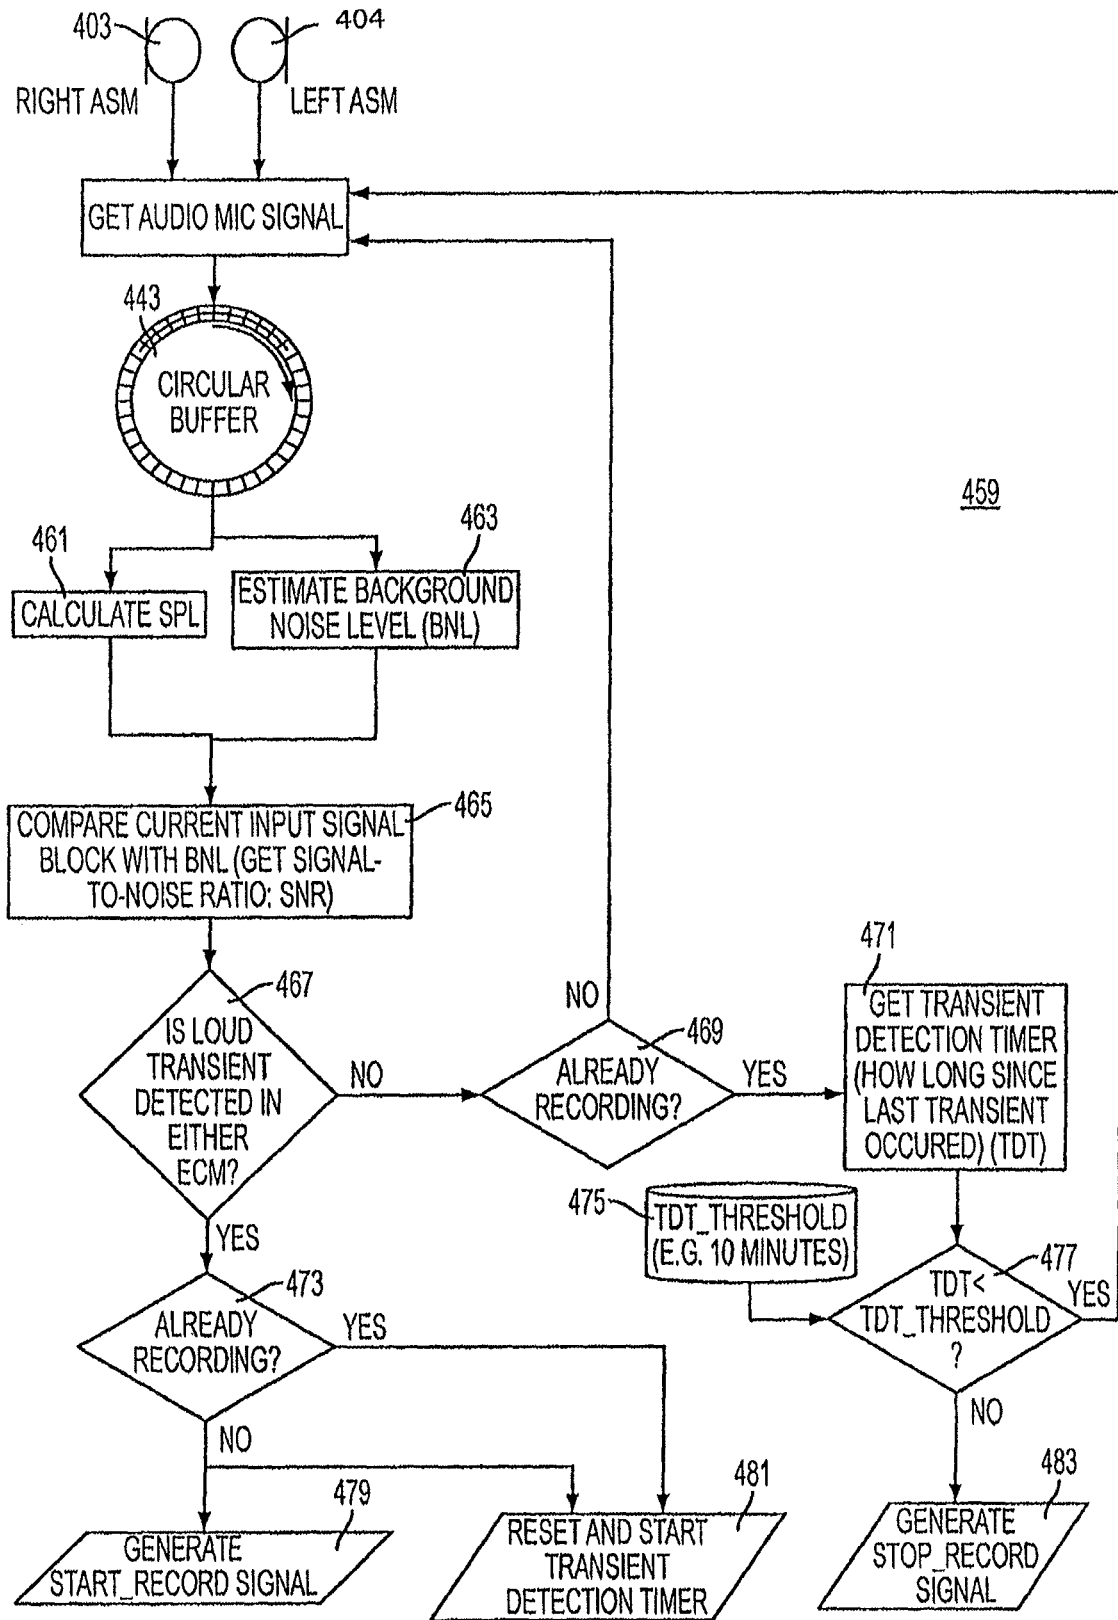 403
404
RIGHT ASM
LEFT ASM
GET AUDIO MIC SIGNAL
443
CIRCULAR
BUFFER
459
461
CALCULATE SPL
463
ESTIMATE BACKGROUND
NOISE LEVEL (BNL)
465
COMPARE CURRENT INPUT SIGNAL
BLOCK WITH BNL (GET SIGNAL-
TO-NOISE RATIO: SNR)
467
IS LOUD
TRANSIENT
DETECTED IN
EITHER
ECM?
NO
YES
469
ALREADY
RECORDING?
NO
YES
471
GET TRANSIENT
DETECTION TIMER
(HOW LONG SINCE
LAST TRANSIENT
OCCURED) (TDT)
475
TDT_THRESHOLD
(E.G. 10 MINUTES)
477
TDT<
TDT_THRESHOLD
?
YES
NO
473
ALREADY
RECORDING?
YES
NO
479
GENERATE
START_RECORD SIGNAL
481
RESET AND START
TRANSIENT
DETECTION TIMER
483
GENERATE
STOP_RECORD
SIGNAL